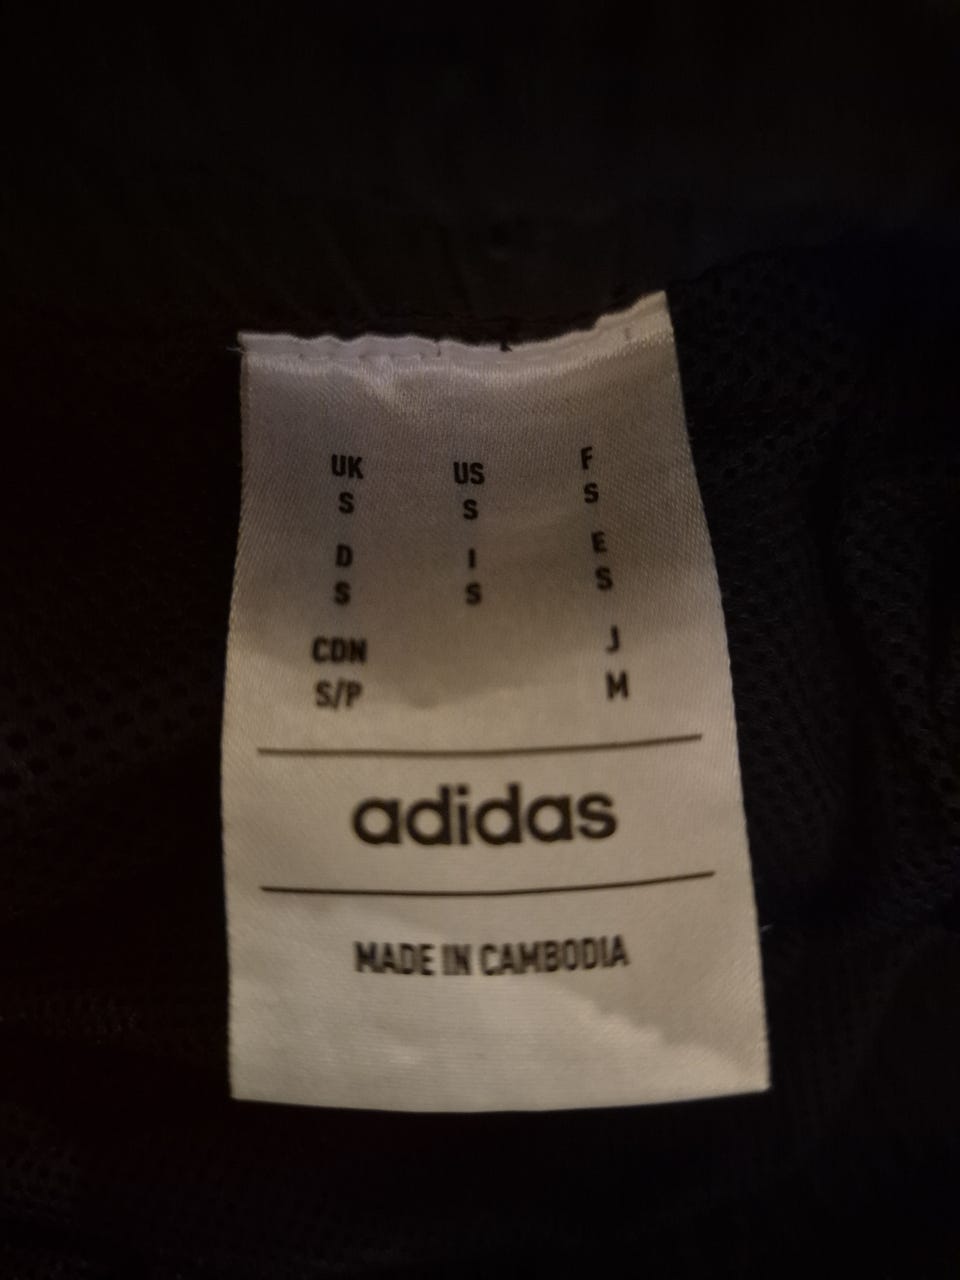 UK US F
S S S
D I E
S S S
CDN J
S/P M
adidas
MADE IN CAMBODIA